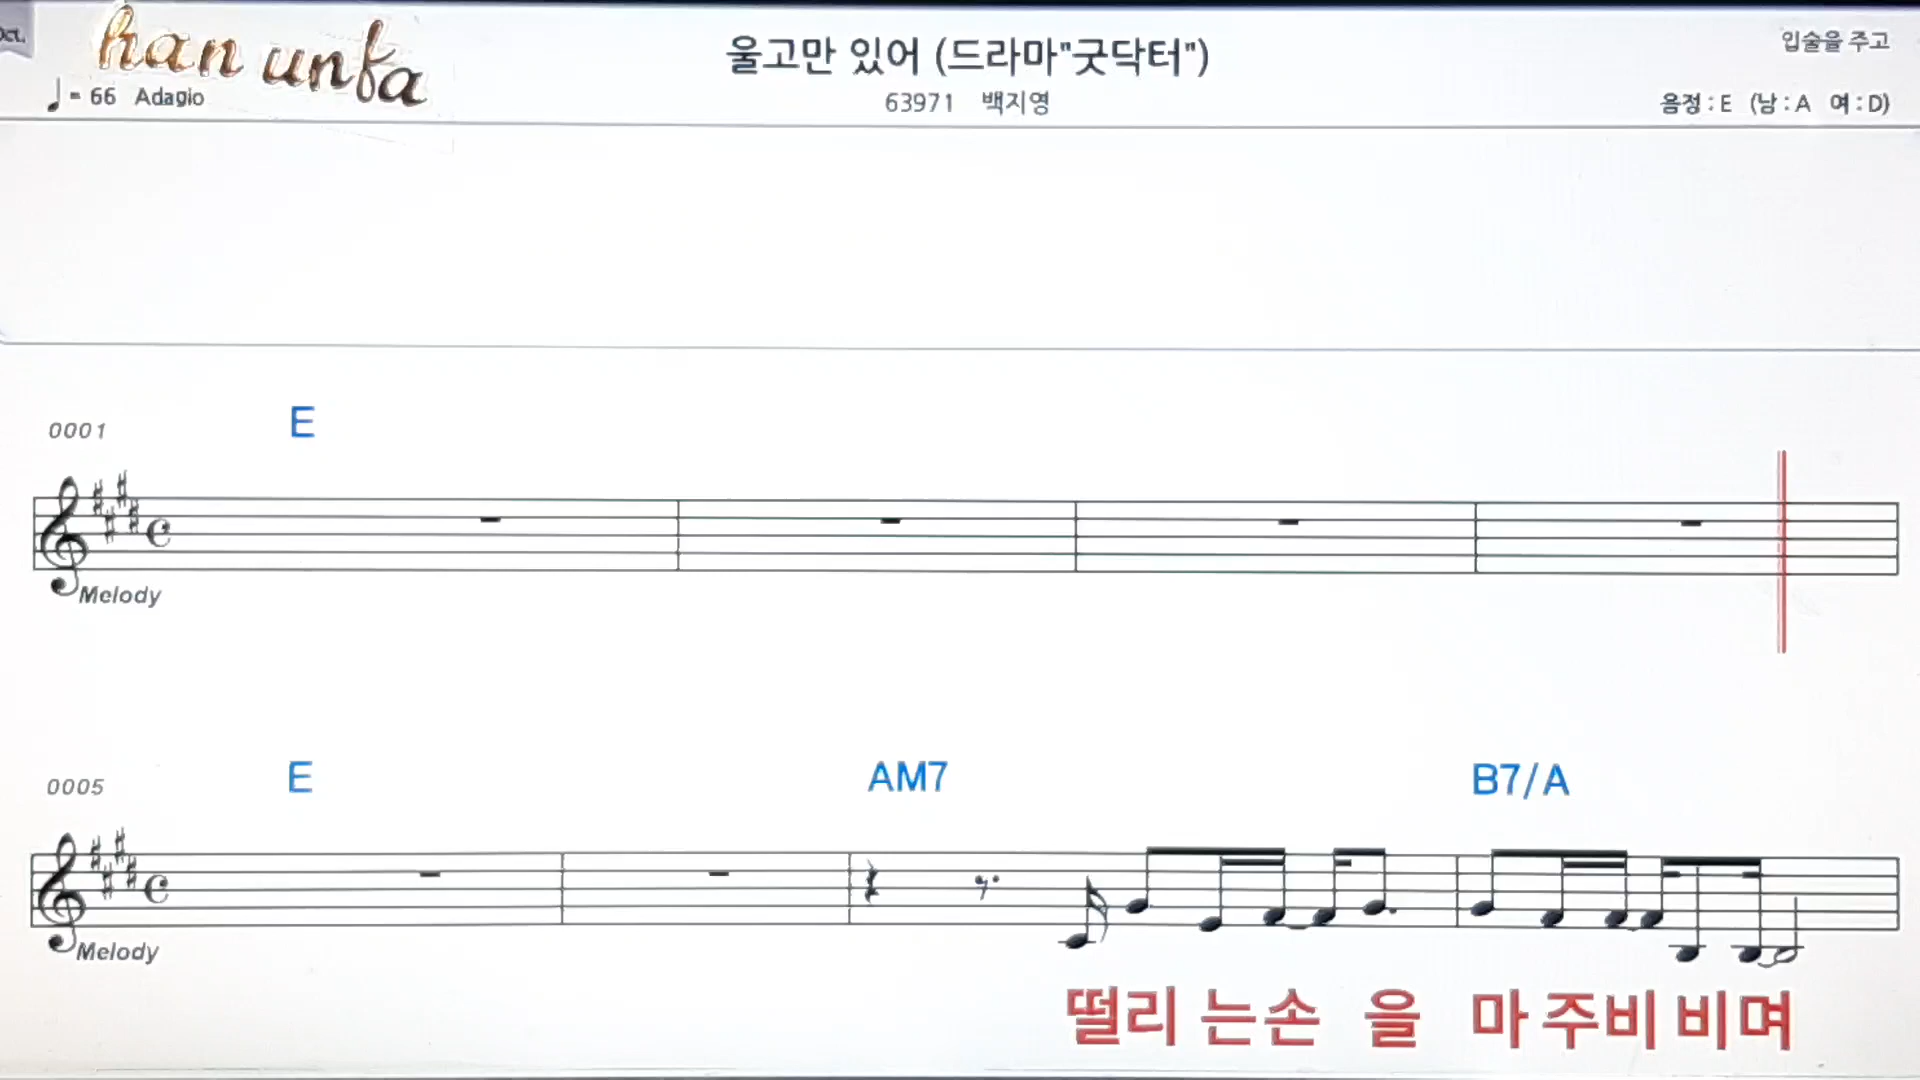 Oct.
han unfa
♩ = 66 Adagio
울고만 있어 (드라마"굿닥터")
63971 백지영
입술을 주고
음정 : E (남 : A 여 : D)
0001 E
Melody
0005 E AM7 B7/A
Melody
떨리 는손 을 마 주비 비며